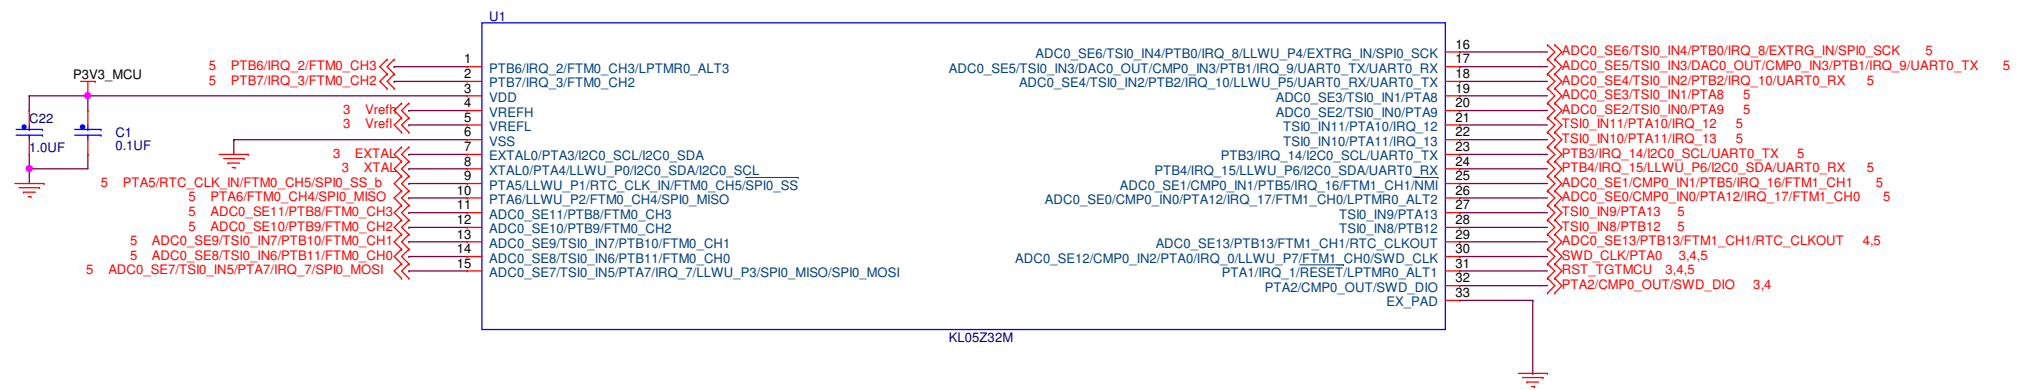 U1
P3V3_MCU
C22
1.0UF
C1
0.1UF
5 PTB6/IRQ_2/FTM0_CH3 1 PTB6/IRQ_2/FTM0_CH3/LPTMR0_ALT3
5 PTB7/IRQ_3/FTM0_CH2 2 PTB7/IRQ_3/FTM0_CH2
3 VDD
3 Vrefh 4 VREFH
3 Vrefl 5 VREFL
6 VSS
3 EXTAL 7 EXTAL0/PTA3/I2C0_SCL/I2C0_SDA
3 XTAL 8 XTAL0/PTA4/LLWU_P0/I2C0_SDA/I2C0_SCL
5 PTA5/RTC_CLK_IN/FTM0_CH5/SPI0_SS_b 9 PTA5/LLWU_P1/RTC_CLK_IN/FTM0_CH5/SPI0_SS
5 PTA6/FTM0_CH4/SPI0_MISO 10 PTA6/LLWU_P2/FTM0_CH4/SPI0_MISO
5 ADC0_SE11/PTB8/FTM0_CH3 11 ADC0_SE11/PTB8/FTM0_CH3
5 ADC0_SE10/PTB9/FTM0_CH2 12 ADC0_SE10/PTB9/FTM0_CH2
5 ADC0_SE9/TSI0_IN7/PTB10/FTM0_CH1 13 ADC0_SE9/TSI0_IN7/PTB10/FTM0_CH1
5 ADC0_SE8/TSI0_IN6/PTB11/FTM0_CH0 14 ADC0_SE8/TSI0_IN6/PTB11/FTM0_CH0
5 ADC0_SE7/TSI0_IN5/PTA7/IRQ_7/SPI0_MOSI 15 ADC0_SE7/TSI0_IN5/PTA7/IRQ_7/LLWU_P3/SPI0_MISO/SPI0_MOSI
ADC0_SE6/TSI0_IN4/PTB0/IRQ_8/LLWU_P4/EXTRG_IN/SPI0_SCK 16 ADC0_SE6/TSI0_IN4/PTB0/IRQ_8/EXTRG_IN/SPI0_SCK 5
ADC0_SE5/TSI0_IN3/DAC0_OUT/CMP0_IN3/PTB1/IRQ_9/UART0_TX/UART0_RX 17 ADC0_SE5/TSI0_IN3/DAC0_OUT/CMP0_IN3/PTB1/IRQ_9/UART0_TX 5
ADC0_SE4/TSI0_IN2/PTB2/IRQ_10/LLWU_P5/UART0_RX/UART0_TX 18 ADC0_SE4/TSI0_IN2/PTB2/IRQ_10/UART0_RX 5
ADC0_SE3/TSI0_IN1/PTA8 19 ADC0_SE3/TSI0_IN1/PTA8 5
ADC0_SE2/TSI0_IN0/PTA9 20 ADC0_SE2/TSI0_IN0/PTA9 5
TSI0_IN11/PTA10/IRQ_12 21 TSI0_IN11/PTA10/IRQ_12 5
TSI0_IN10/PTA11/IRQ_13 22 TSI0_IN10/PTA11/IRQ_13 5
PTB3/IRQ_14/I2C0_SCL/UART0_TX 23 PTB3/IRQ_14/I2C0_SCL/UART0_TX 5
PTB4/IRQ_15/LLWU_P6/I2C0_SDA/UART0_RX 24 PTB4/IRQ_15/LLWU_P6/I2C0_SDA/UART0_RX 5
ADC0_SE1/CMP0_IN1/PTB5/IRQ_16/FTM1_CH1/NMI 25 ADC0_SE1/CMP0_IN1/PTB5/IRQ_16/FTM1_CH1 5
ADC0_SE0/CMP0_IN0/PTA12/IRQ_17/FTM1_CH0/LPTMR0_ALT2 26 ADC0_SE0/CMP0_IN0/PTA12/IRQ_17/FTM1_CH0 5
TSI0_IN9/PTA13 27 TSI0_IN9/PTA13 5
TSI0_IN8/PTB12 28 TSI0_IN8/PTB12 5
ADC0_SE13/PTB13/FTM1_CH1/RTC_CLKOUT 29 ADC0_SE13/PTB13/FTM1_CH1/RTC_CLKOUT 4,5
ADC0_SE12/CMP0_IN2/PTA0/IRQ_0/LLWU_P7/FTM1_CH0/SWD_CLK 30 SWD_CLK/PTA0 3,4,5
PTA1/IRQ_1/RESET/LPTMR0_ALT1 31 RST_TGTMCU 3,4,5
PTA2/CMP0_OUT/SWD_DIO 32 PTA2/CMP0_OUT/SWD_DIO 3,4
EX_PAD 33
KL05Z32M